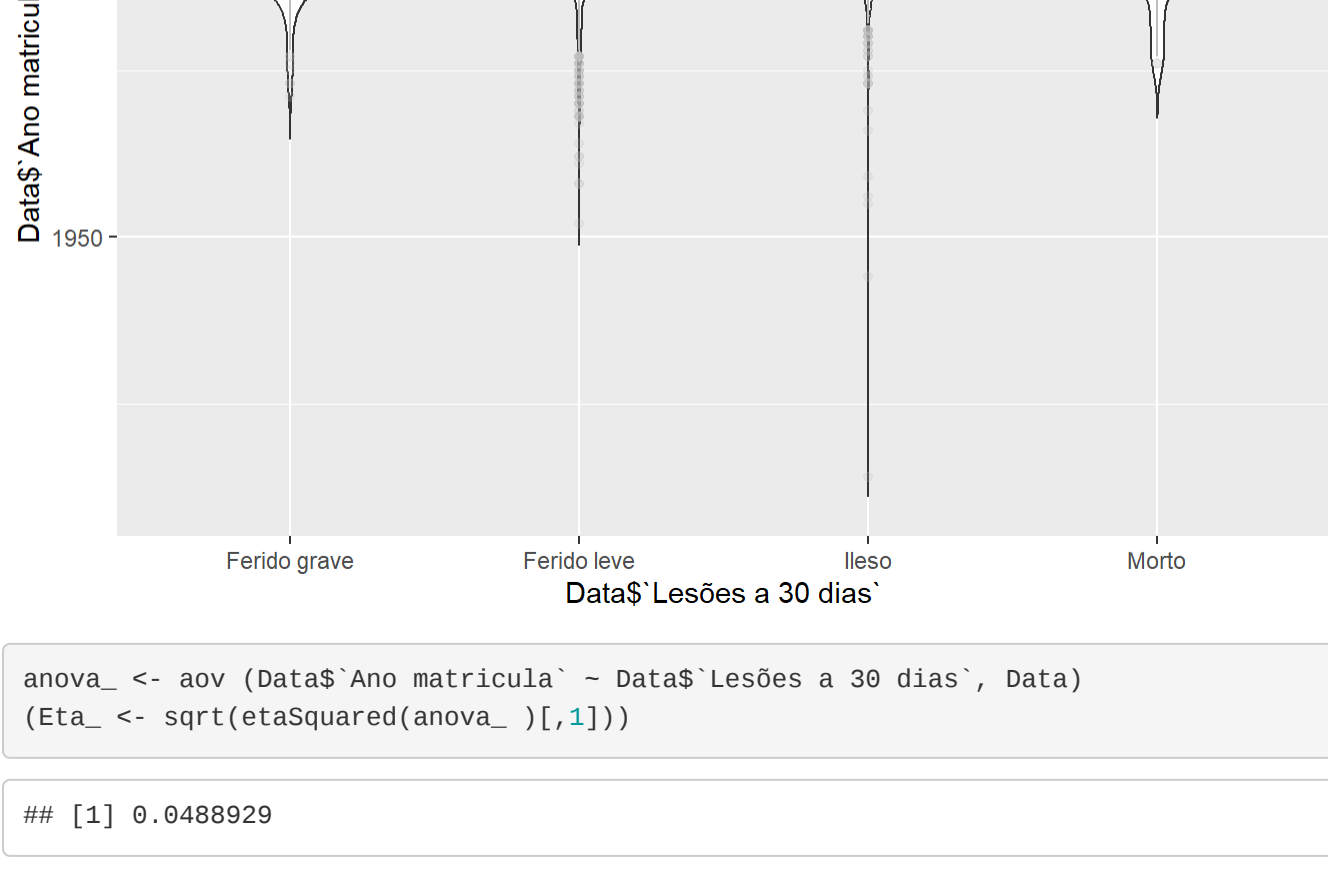 Data$`Ano matricul
1950
Ferido grave
Ferido leve
Ileso
Morto
Data$`Lesões a 30 dias`
anova_ <- aov (Data$`Ano matricula` ~ Data$`Lesões a 30 dias`, Data)
(Eta_ <- sqrt(etaSquared(anova_ )[,1]))
## [1] 0.0488929